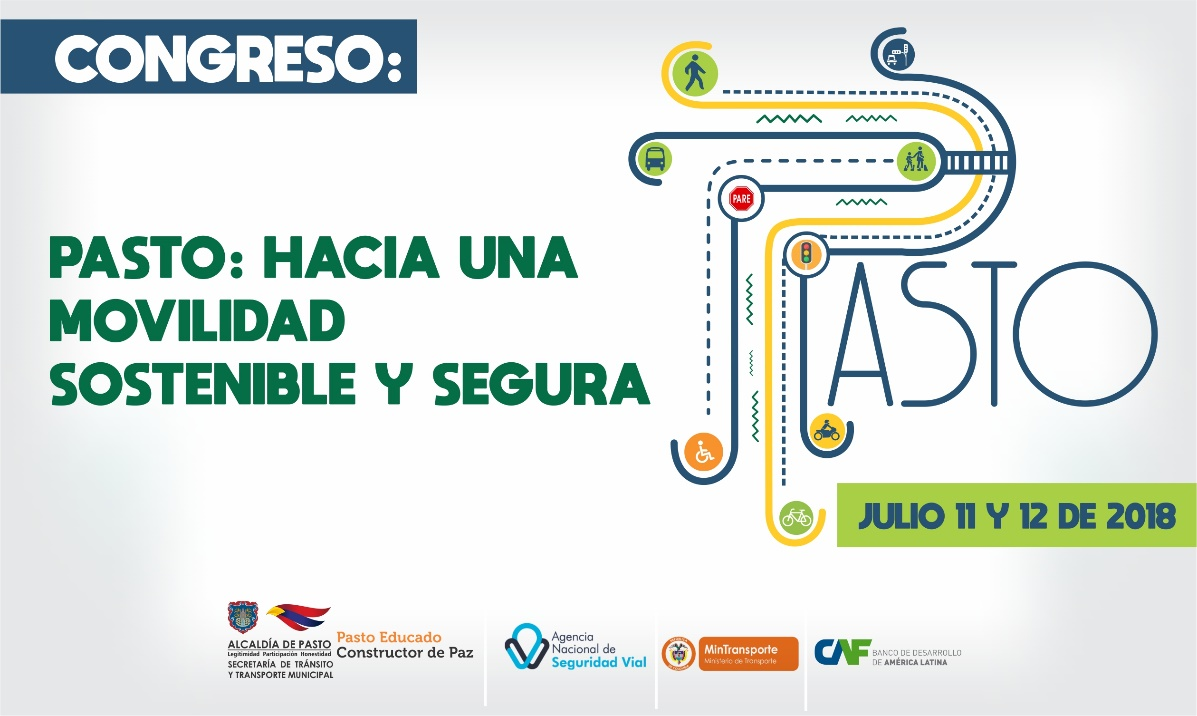 CONGRESO:
PASTO: HACIA UNA
MOVILIDAD
SOSTENIBLE Y SEGURA
PARE
PASTO
JULIO 11 Y 12 DE 2018
ALCALDÍA DE PASTO
Legitimidad Participación Honestidad
SECRETARÍA DE TRÁNSITO
Y TRANSPORTE MUNICIPAL
Pasto Educado
Constructor de Paz
Agencia
Nacional de
Seguridad Vial
MinTransporte
Ministerio de Transporte
CAF
BANCO DE DESARROLLO
DE AMÉRICA LATINA